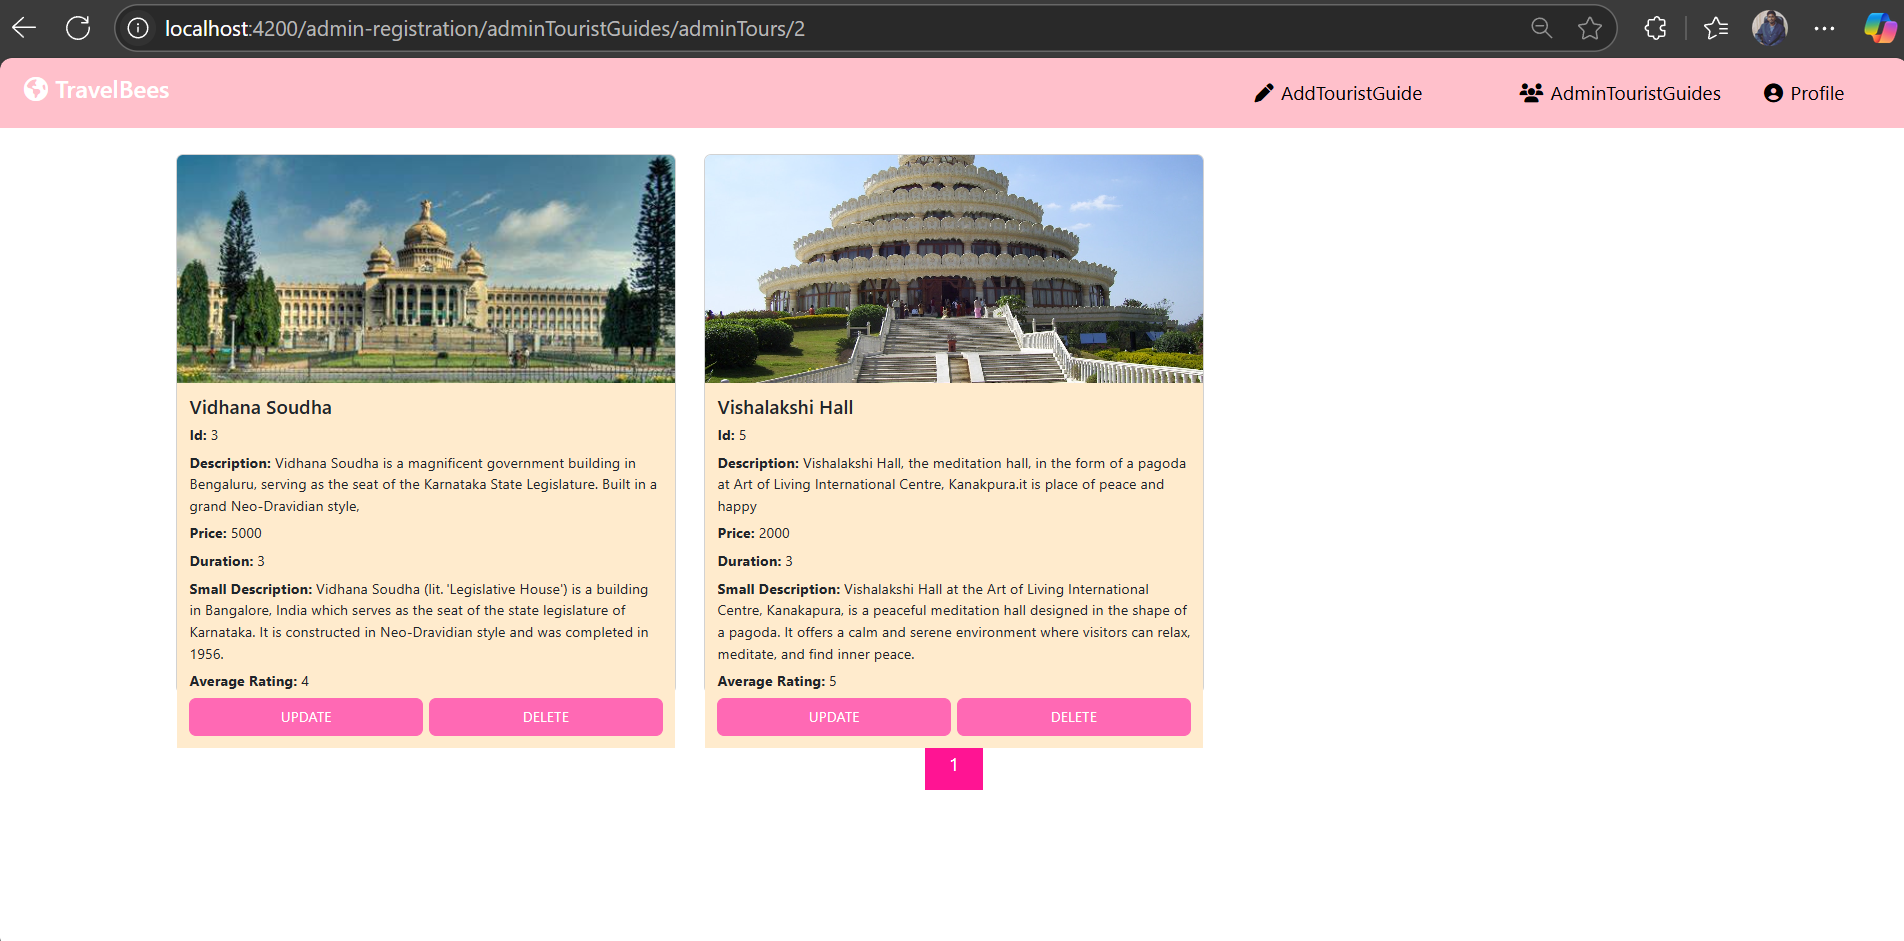 localhost:4200/admin-registration/adminTouristGuides/adminTours/2
TravelBees
AddTouristGuide
AdminTouristGuides
Profile
Vidhana Soudha
Id: 3
Description: Vidhana Soudha is a magnificent government building in
Bengaluru, serving as the seat of the Karnataka State Legislature. Built in a
grand Neo-Dravidian style,
Price: 5000
Duration: 3
Small Description: Vidhana Soudha (lit. 'Legislative House') is a building
in Bangalore, India which serves as the seat of the state legislature of
Karnataka. It is constructed in Neo-Dravidian style and was completed in
1956.
Average Rating: 4
UPDATE
DELETE
Vishalakshi Hall
Id: 5
Description: Vishalakshi Hall, the meditation hall, in the form of a pagoda
at Art of Living International Centre, Kanakpura.it is place of peace and
happy
Price: 2000
Duration: 3
Small Description: Vishalakshi Hall at the Art of Living International
Centre, Kanakapura, is a peaceful meditation hall designed in the shape of
a pagoda. It offers a calm and serene environment where visitors can relax,
meditate, and find inner peace.
Average Rating: 5
UPDATE
DELETE
1